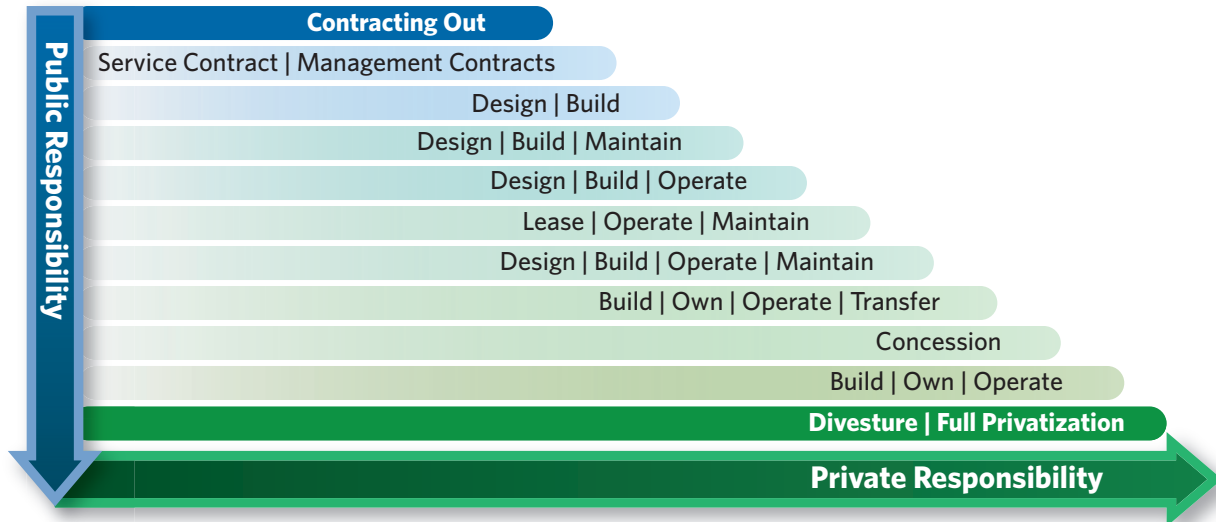 Public Responsibility
Contracting Out
Service Contract | Management Contracts
Design | Build
Design | Build | Maintain
Design | Build | Operate
Lease | Operate | Maintain
Design | Build | Operate | Maintain
Build | Own | Operate | Transfer
Concession
Build | Own | Operate
Divesture | Full Privatization
Private Responsibility